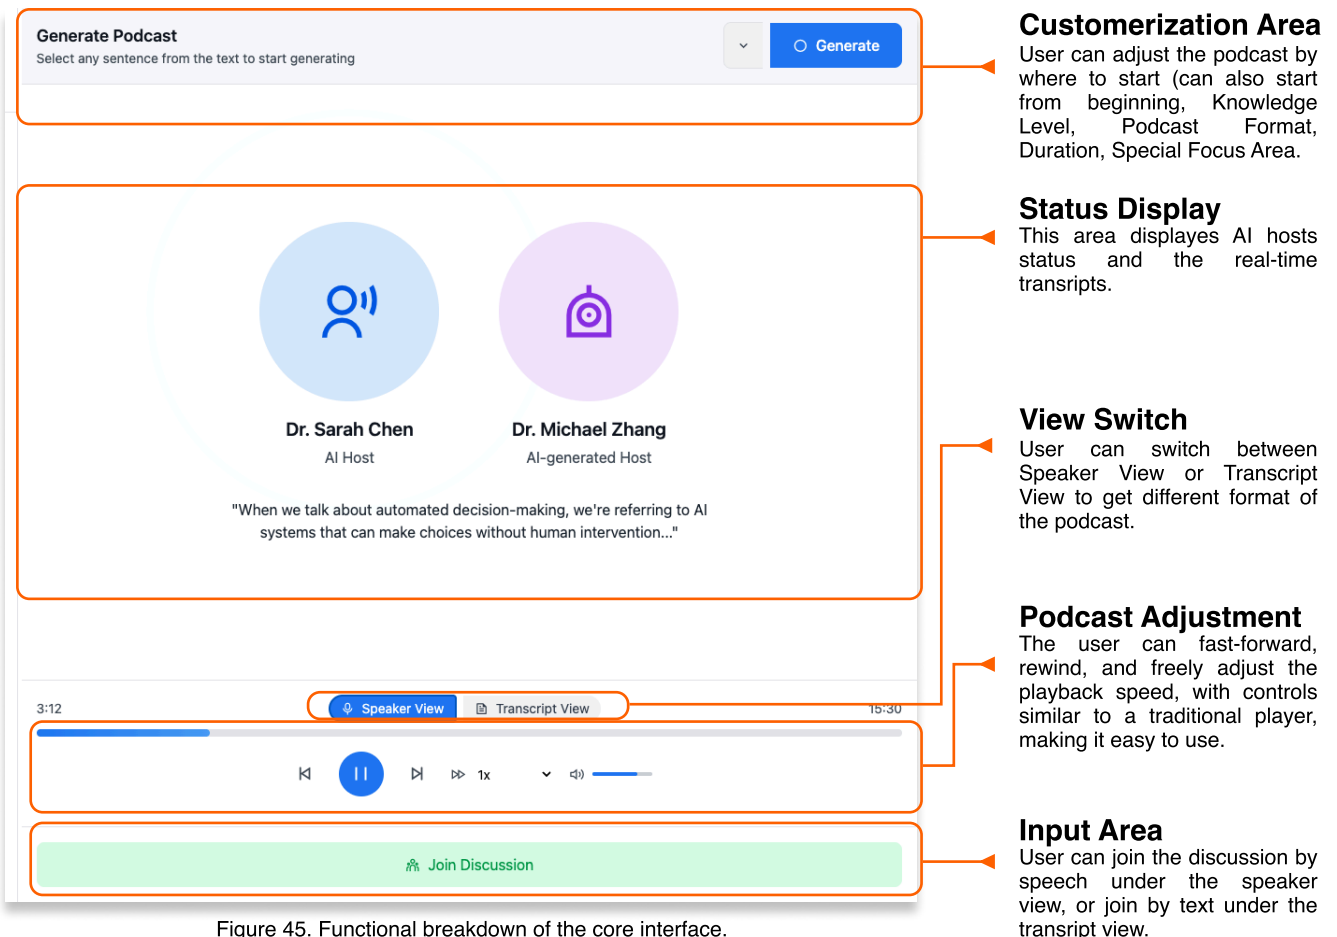 Generate Podcast
Select any sentence from the text to start generating
Generate
Dr. Sarah Chen
AI Host
Dr. Michael Zhang
AI-generated Host
"When we talk about automated decision-making, we're referring to AI
systems that can make choices without human intervention..."
3:12
Speaker View
Transcript View
15:30
1x
Join Discussion
Customerization Area
User can adjust the podcast by
where to start (can also start
from beginning, Knowledge
Level, Podcast Format,
Duration, Special Focus Area.
Status Display
This area displayes AI hosts
status and the real-time
transripts.
View Switch
User can switch between
Speaker View or Transcript
View to get different format of
the podcast.
Podcast Adjustment
The user can fast-forward,
rewind, and freely adjust the
playback speed, with controls
similar to a traditional player,
making it easy to use.
Input Area
User can join the discussion by
speech under the speaker
view, or join by text under the
transript view.
Figure 45. Functional breakdown of the core interface.